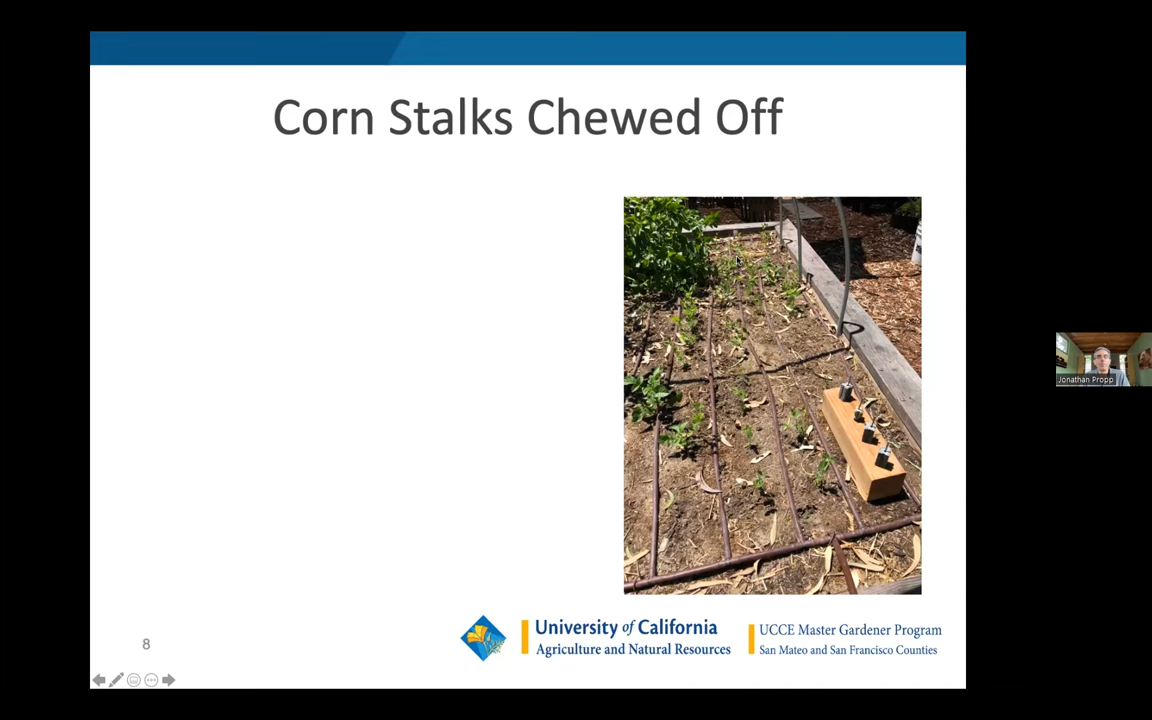 Corn Stalks Chewed Off
Jonathan Propp
University of California
Agriculture and Natural Resources
UCCE Master Gardener Program
San Mateo and San Francisco Counties
8